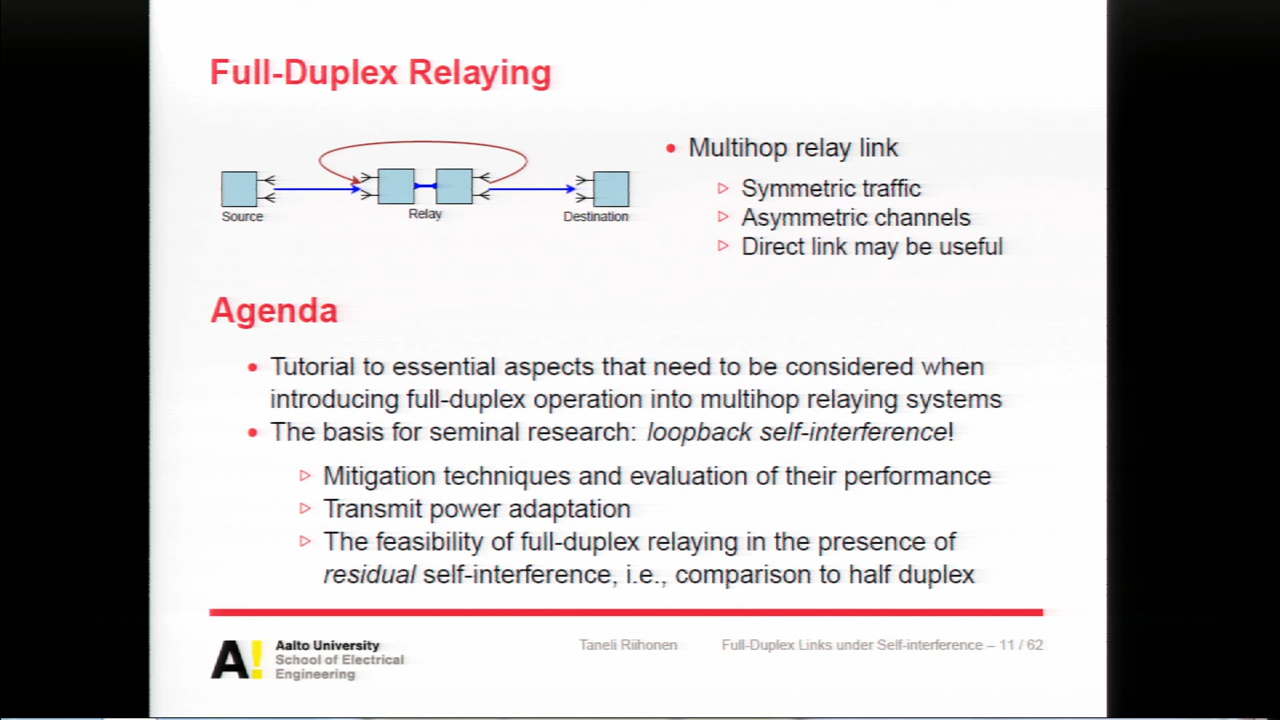 Full-Duplex Relaying
Source
Relay
Destination
• Multihop relay link
▷ Symmetric traffic
▷ Asymmetric channels
▷ Direct link may be useful
Agenda
• Tutorial to essential aspects that need to be considered when
introducing full-duplex operation into multihop relaying systems
• The basis for seminal research: loopback self-interference!
▷ Mitigation techniques and evaluation of their performance
▷ Transmit power adaptation
▷ The feasibility of full-duplex relaying in the presence of
residual self-interference, i.e., comparison to half duplex
A!
Aalto University
School of Electrical
Engineering
Taneli Riihonen
Full-Duplex Links under Self-interference – 11 / 62